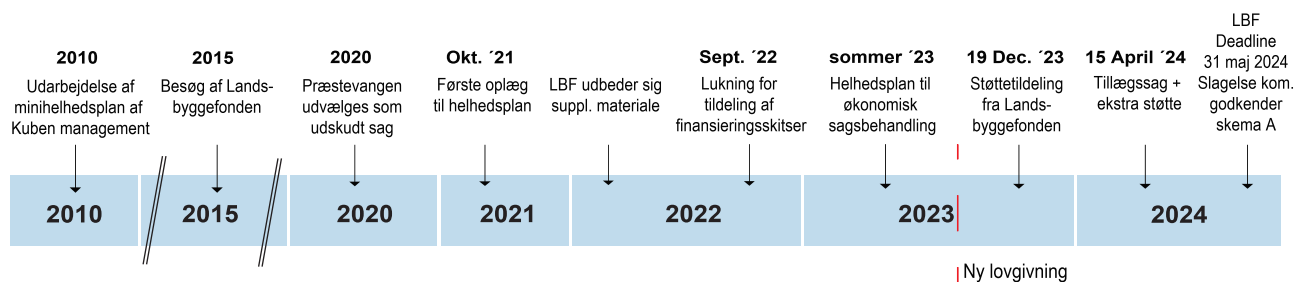 2010
Udarbejdelse af
minihelhedsplan af
Kuben management
2015
Besøg af Lands-
byggefonden
2020
Præstevangen
udvælges som
udskudt sag
Okt. ´21
Første oplæg
til helhedsplan
LBF udbeder sig
suppl. materiale
Sept. ´22
Lukning for
tildeling af
finansieringsskitser
sommer ´23
Helhedsplan til
økonomisk
sagsbehandling
19 Dec. ´23
Støttetildeling
fra Lands-
byggefonden
15 April ´24
Tillægssag +
ekstra støtte
LBF
Deadline
31 maj 2024
Slagelse kom.
godkender
skema A
2010
2015
2020
2021
2022
2023
2024
Ny lovgivning